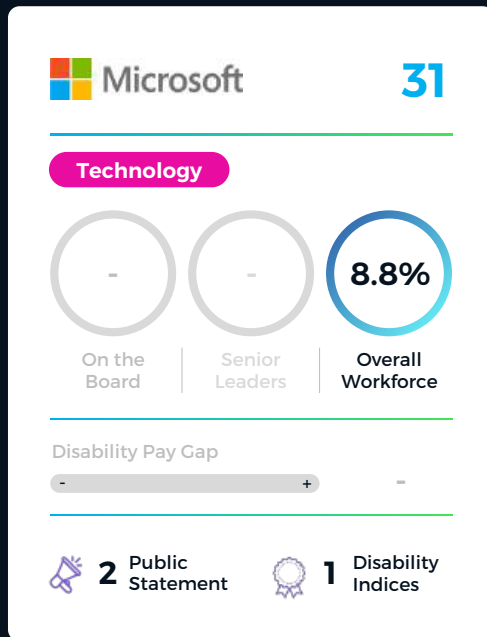 Microsoft 31
Technology
- - 8.8%
On the Senior Overall
Board Leaders Workforce
Disability Pay Gap
- + -
2 Public 1 Disability
Statement Indices